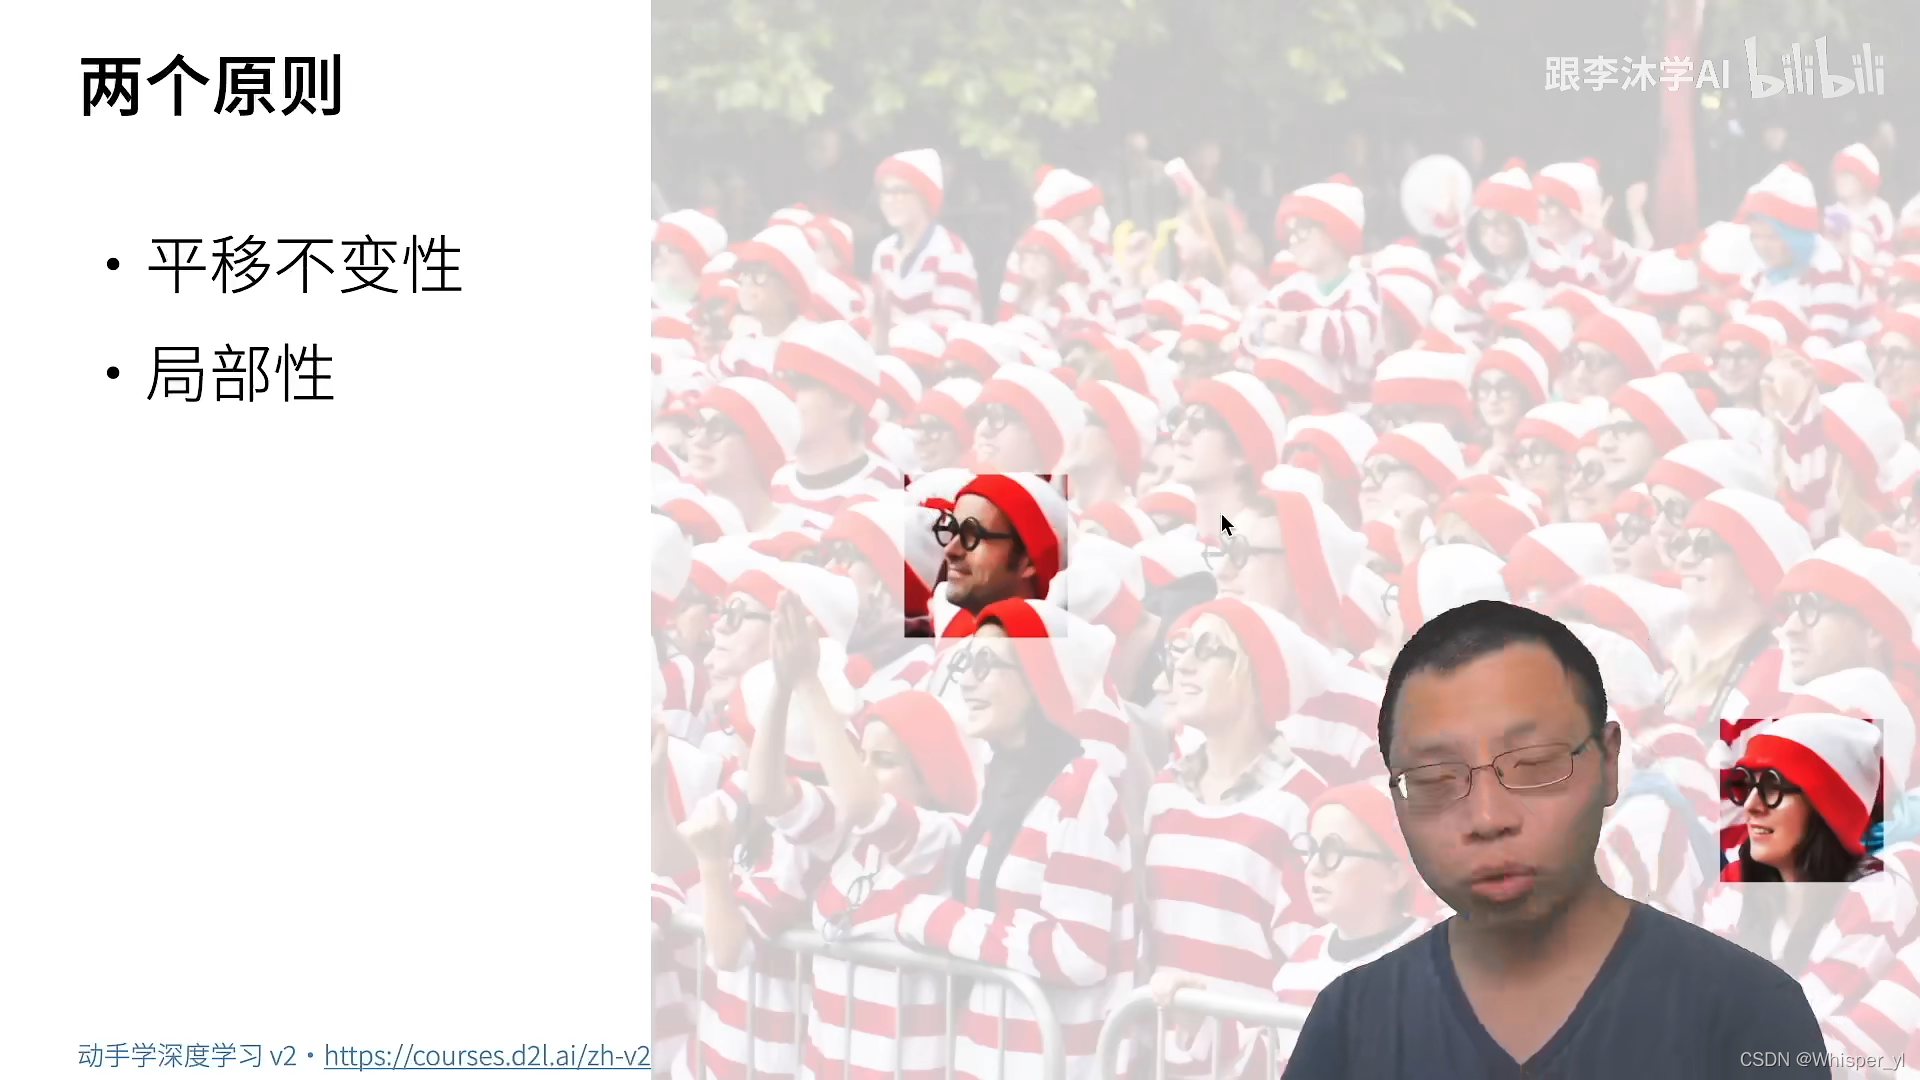 两个原则
跟李沐学AI bilibili
• 平移不变性
• 局部性
动手学深度学习 v2 • https://courses.d2l.ai/zh-v2
CSDN @Whisper_yl